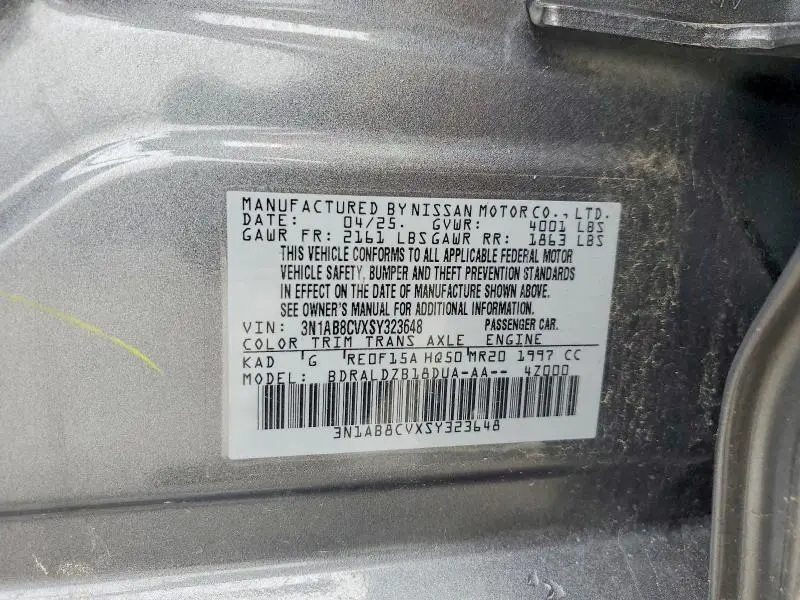 MANUFACTURED BY NISSAN MOTOR CO., LTD.
DATE: 04/25. GVWR: 4001 LBS
GAWR FR: 2161 LBS GAWR RR: 1863 LBS
THIS VEHICLE CONFORMS TO ALL APPLICABLE FEDERAL MOTOR
VEHICLE SAFETY, BUMPER AND THEFT PREVENTION STANDARDS
IN EFFECT ON THE DATE OF MANUFACTURE SHOWN ABOVE.
SEE OWNER'S MANUAL FOR ADDITIONAL INFORMATION.
VIN: 3N1AB8CVXSY323648 PASSENGER CAR.
COLOR TRIM TRANS AXLE ENGINE
KAD G RE0F15A HQ50 MR20 1997 CC
MODEL: BDRALDZB18DUA-AA-- 4Z000
3N1AB8CVXSY323648